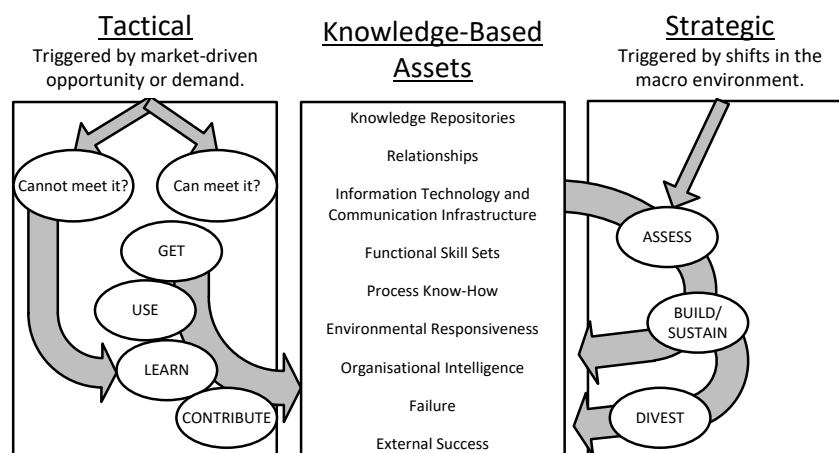 Tactical
Triggered by market-driven
opportunity or demand.
Cannot meet it?
Can meet it?
GET
USE
LEARN
CONTRIBUTE
Knowledge-Based
Assets
Knowledge Repositories
Relationships
Information Technology and
Communication Infrastructure
Functional Skill Sets
Process Know-How
Environmental Responsiveness
Organisational Intelligence
Failure
External Success
Strategic
Triggered by shifts in the
macro environment.
ASSESS
BUILD/
SUSTAIN
DIVEST